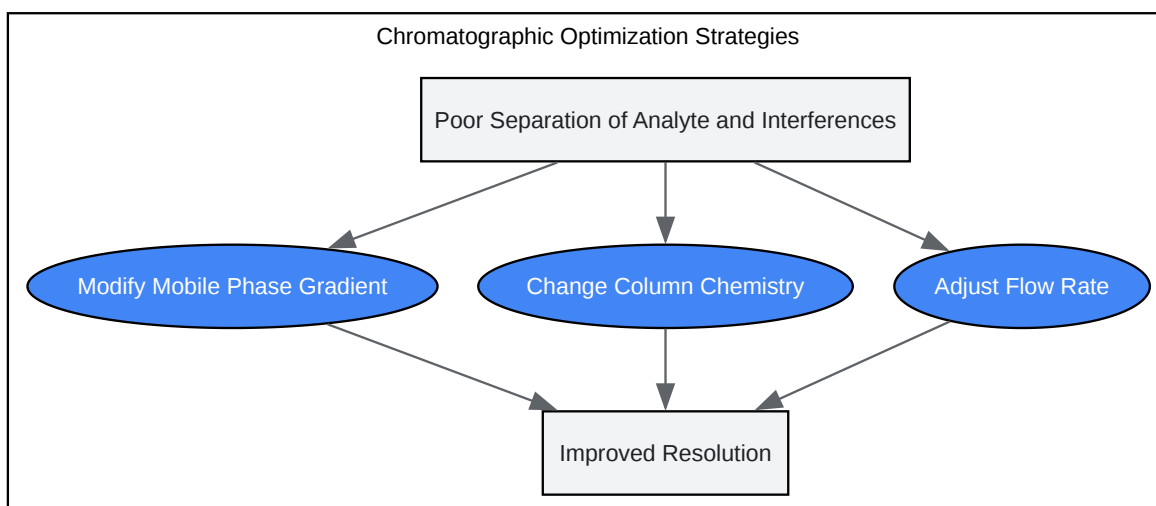 Chromatographic Optimization Strategies
Poor Separation of Analyte and Interferences
Modify Mobile Phase Gradient
Change Column Chemistry
Adjust Flow Rate
Improved Resolution